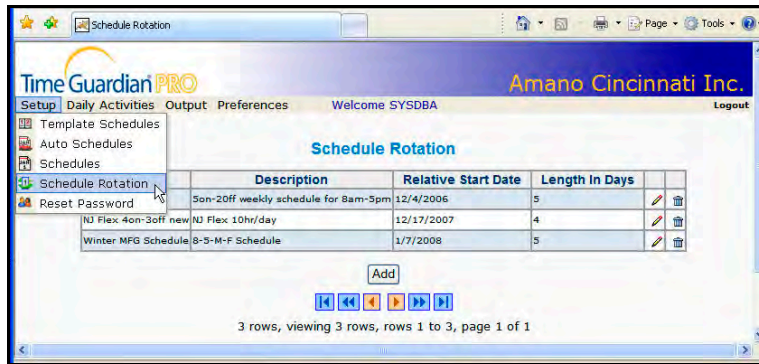 Schedule Rotation
Page
Tools
Time Guardian PRO
Amano Cincinnati Inc.
Setup Daily Activities Output Preferences Welcome SYSDBA Logout
Template Schedules
Auto Schedules
Schedules
Schedule Rotation
Reset Password
Schedule Rotation
Description Relative Start Date Length In Days
5on-2off weekly schedule for 8am-5pm 12/4/2006 5
NJ Flex 4on-3off new NJ Flex 10hr/day 12/17/2007 4
Winter MFG Schedule 8-5-M-F Schedule 1/7/2008 5
Add
3 rows, viewing 3 rows, rows 1 to 3, page 1 of 1